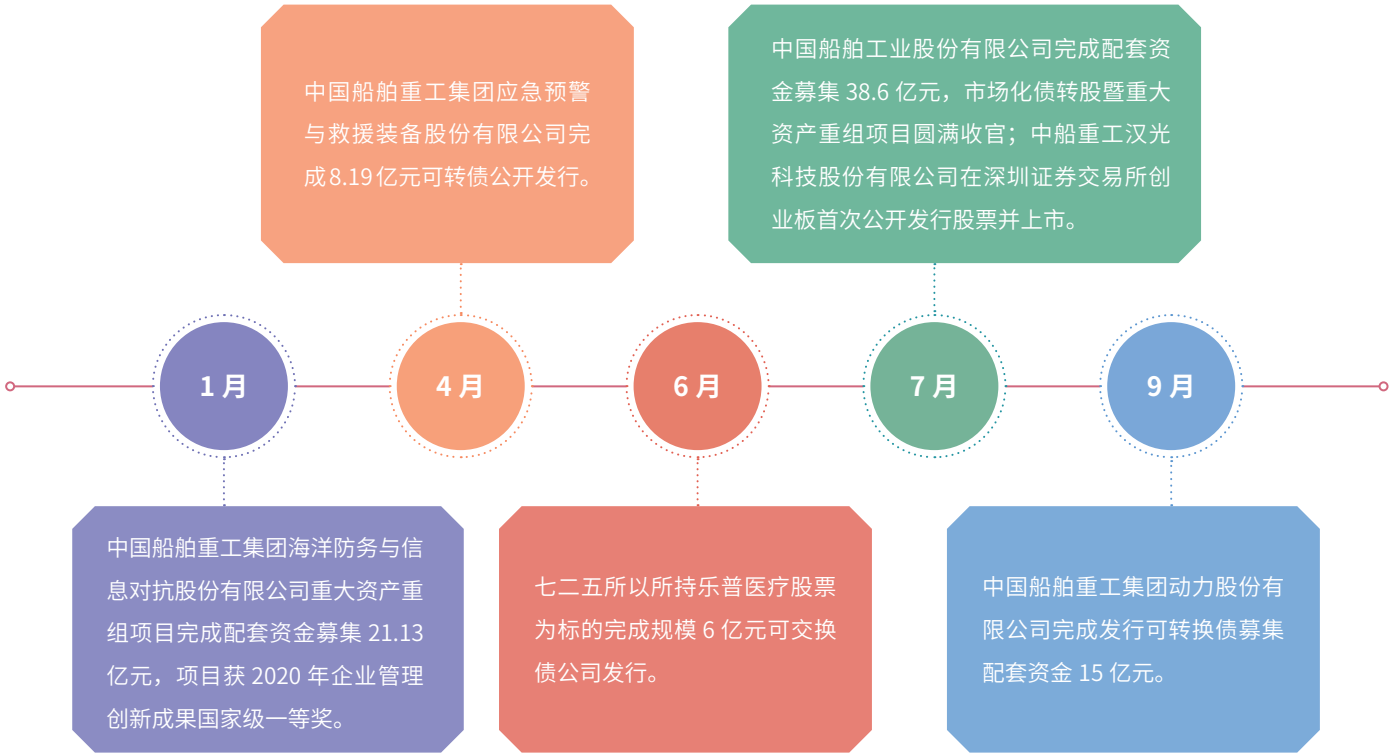 中国船舶重工集团应急预警
与救援装备股份有限公司完
成 8.19 亿元可转债公开发行。
中国船舶工业股份有限公司完成配套资
金募集 38.6 亿元，市场化债转股暨重大
资产重组项目圆满收官；中船重工汉光
科技股份有限公司在深圳证券交易所创
业板首次公开发行股票并上市。
1 月
4 月
6 月
7 月
9 月
中国船舶重工集团海洋防务与信
息对抗股份有限公司重大资产重
组项目完成配套资金募集 21.13
亿元，项目获 2020 年企业管理
创新成果国家级一等奖。
七二五所以所持乐普医疗股票
为标的完成规模 6 亿元可交换
债公司发行。
中国船舶重工集团动力股份有
限公司完成发行可转换债募集
配套资金 15 亿元。